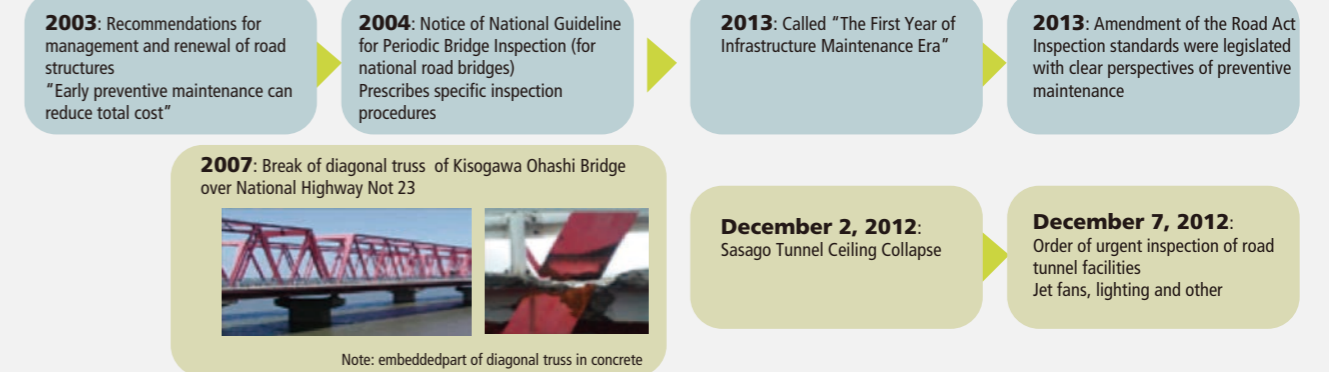 2003: Recommendations for
management and renewal of road
structures
“Early preventive maintenance can
reduce total cost”
2004: Notice of National Guideline
for Periodic Bridge Inspection (for
national road bridges)
Prescribes specific inspection
procedures
2013: Called “The First Year of
Infrastructure Maintenance Era”
2013: Amendment of the Road Act
Inspection standards were legislated
with clear perspectives of preventive
maintenance
2007: Break of diagonal truss of Kisogawa Ohashi Bridge
over National Highway Not 23
Note: embeddedpart of diagonal truss in concrete
December 2, 2012:
Sasago Tunnel Ceiling Collapse
December 7, 2012:
Order of urgent inspection of road
tunnel facilities
Jet fans, lighting and other